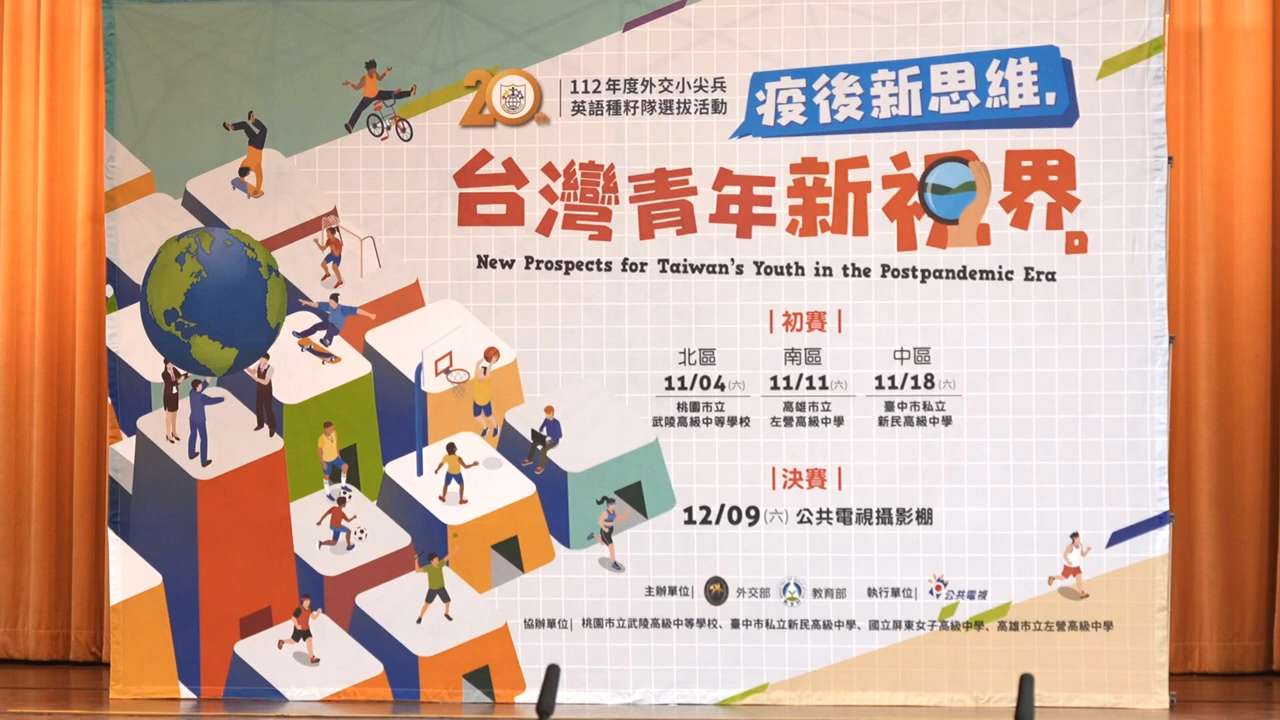 20th
112年度外交小尖兵
英語種籽隊選拔活動
疫後新思維,
台灣青年新視界。
New Prospects for Taiwan's Youth in the Postpandemic Era
|初賽|
北區
11/04(六)
桃園市立
武陵高級中等學校
南區
11/11(六)
高雄市立
左營高級中學
中區
11/18(六)
臺中市私立
新民高級中學
|決賽|
12/09(六) 公共電視攝影棚
主辦單位| 外交部 教育部 執行單位| 公共電視
協辦單位| 桃園市立武陵高級中等學校、臺中市私立新民高級中學、國立屏東女子高級中學、高雄市立左營高級中學